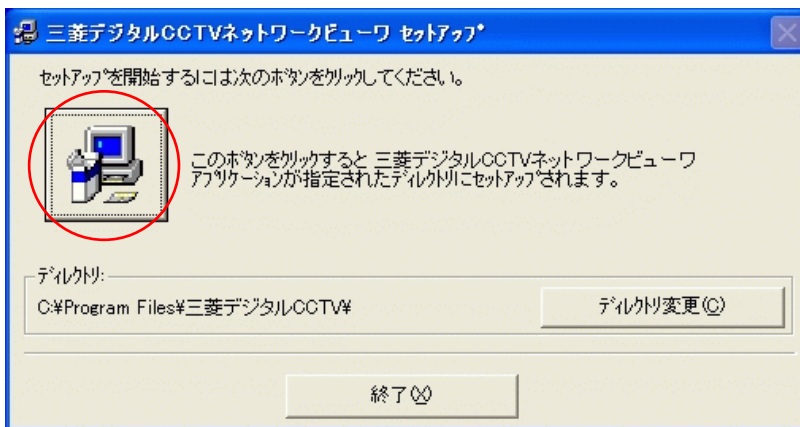 三菱デジタルCCTVネットワークビューワ ｾｯﾄｱｯﾌﾟ
ｾｯﾄｱｯﾌﾟを開始するには次のﾎﾞﾀﾝをｸﾘｯｸしてください。
このﾎﾞﾀﾝをｸﾘｯｸすると 三菱デジタルCCTVネットワークビューワ
ｱﾌﾟﾘｹｰｼｮﾝが指定されたﾃﾞｨﾚｸﾄﾘにｾｯﾄｱｯﾌﾟされます。
ﾃﾞｨﾚｸﾄﾘ:
C:¥Program Files¥三菱デジタルCCTV¥
ﾃﾞｨﾚｸﾄﾘ変更(C)
終了(X)